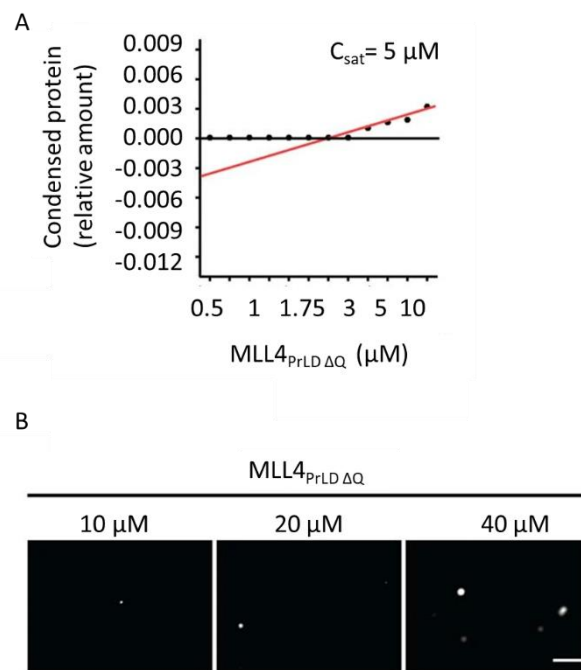 A
0.009
0.006
0.003
0.000
-0.003
-0.006
-0.009
-0.012
Condensed protein
(relative amount)
Csat= 5 µM
0.5 1 1.75 3 5 10
MLL4PrLD ΔQ (µM)
B
MLL4PrLD ΔQ
10 µM 20 µM 40 µM